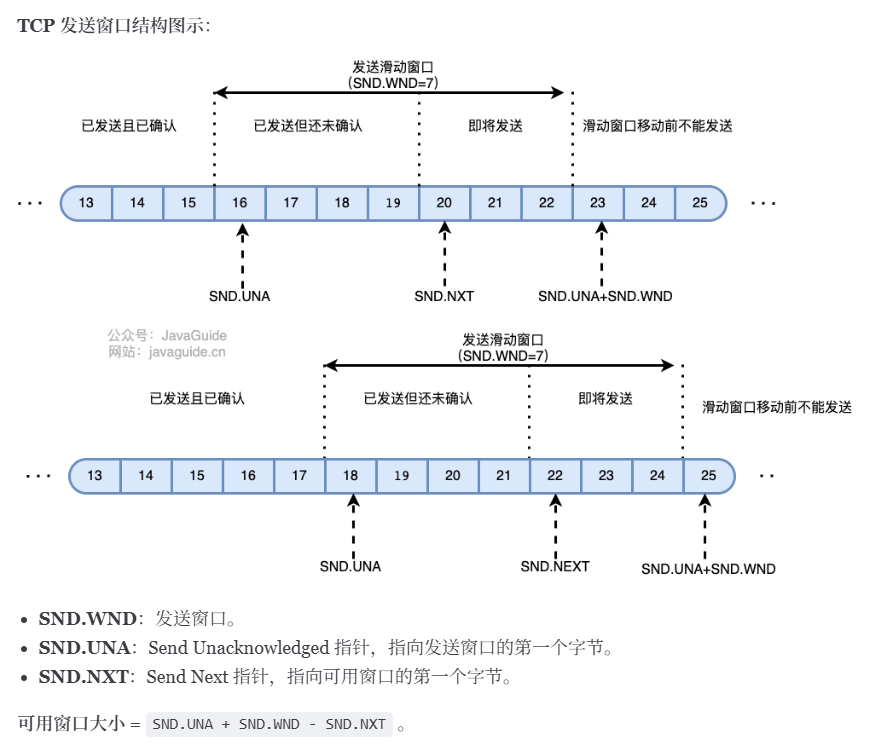 TCP 发送窗口结构图示：
发送滑动窗口
（SND.WND=7）
已发送且已确认 已发送但还未确认 即将发送 滑动窗口移动前不能发送
··· 13 14 15 16 17 18 19 20 21 22 23 24 25 ···
SND.UNA SND.NXT SND.UNA+SND.WND
公众号：JavaGuide
网站：javaguide.cn
发送滑动窗口
（SND.WND=7）
已发送且已确认 已发送但还未确认 即将发送 滑动窗口移动前不能发送
··· 13 14 15 16 17 18 19 20 21 22 23 24 25 ··
SND.UNA SND.NEXT SND.UNA+SND.WND
• SND.WND：发送窗口。
• SND.UNA：Send Unacknowledged 指针，指向发送窗口的第一个字节。
• SND.NXT：Send Next 指针，指向可用窗口的第一个字节。
可用窗口大小 = SND.UNA + SND.WND - SND.NXT 。